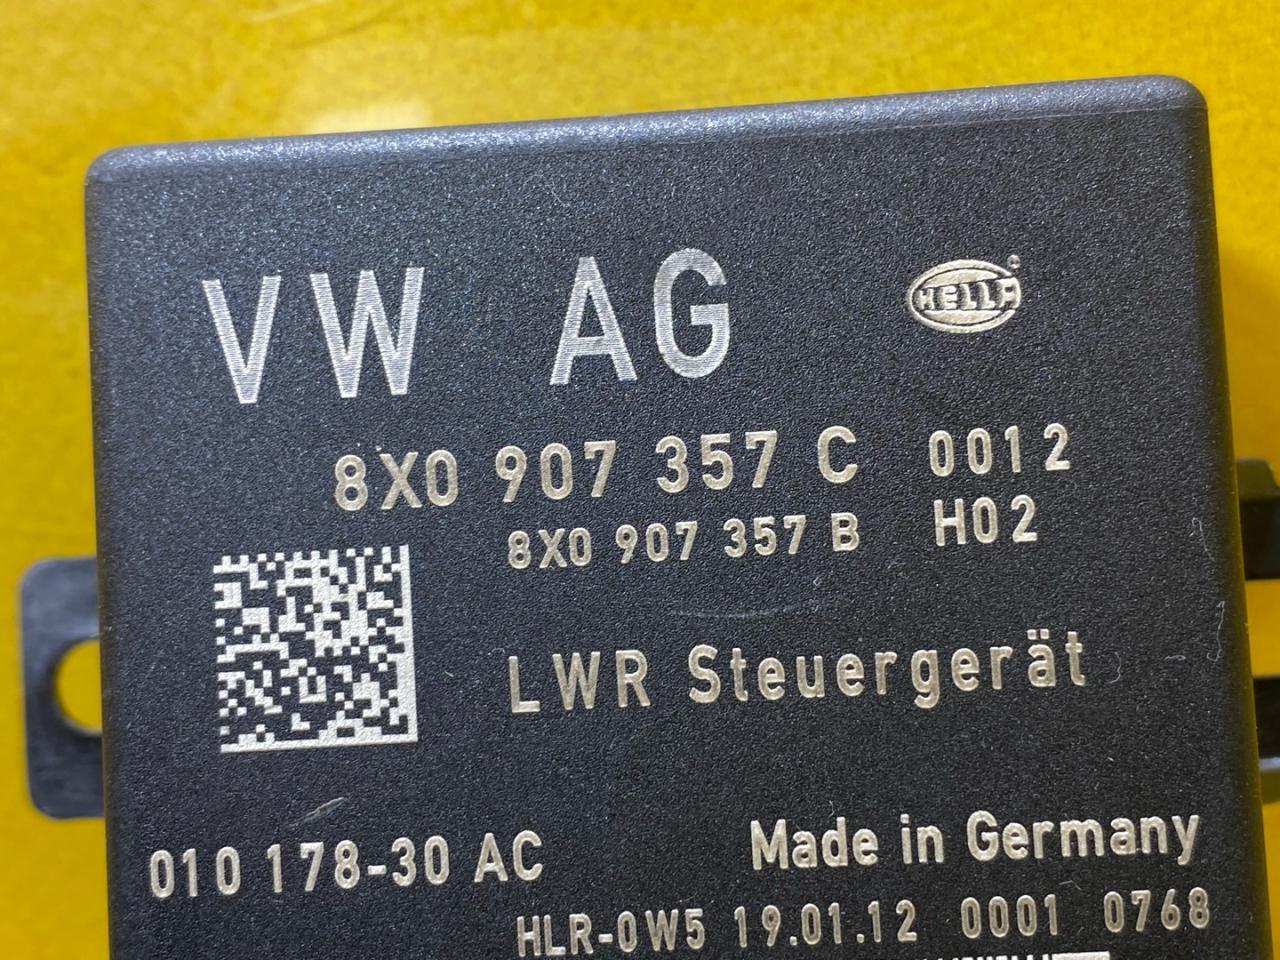 VW AG
HELLA
8X0 907 357 C 0012
8X0 907 357 B H02
LWR Steuergerät
010 178-30 AC
Made in Germany
HLR-0W5 19.01.12 0001 0768